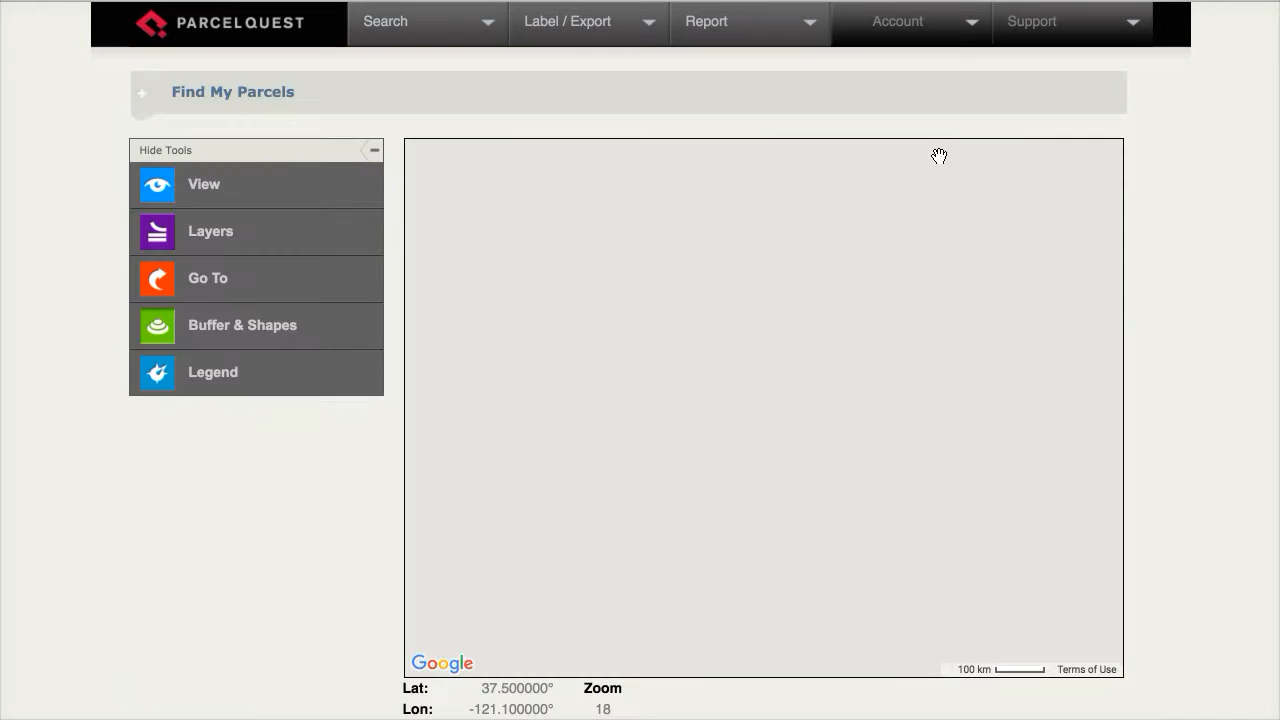 PARCELQUEST
Search
Label / Export
Report
Account
Support
Find My Parcels
Hide Tools
View
Layers
Go To
Buffer & Shapes
Legend
Google
100 km
Terms of Use
Lat: 37.500000° Zoom
Lon: -121.100000° 18